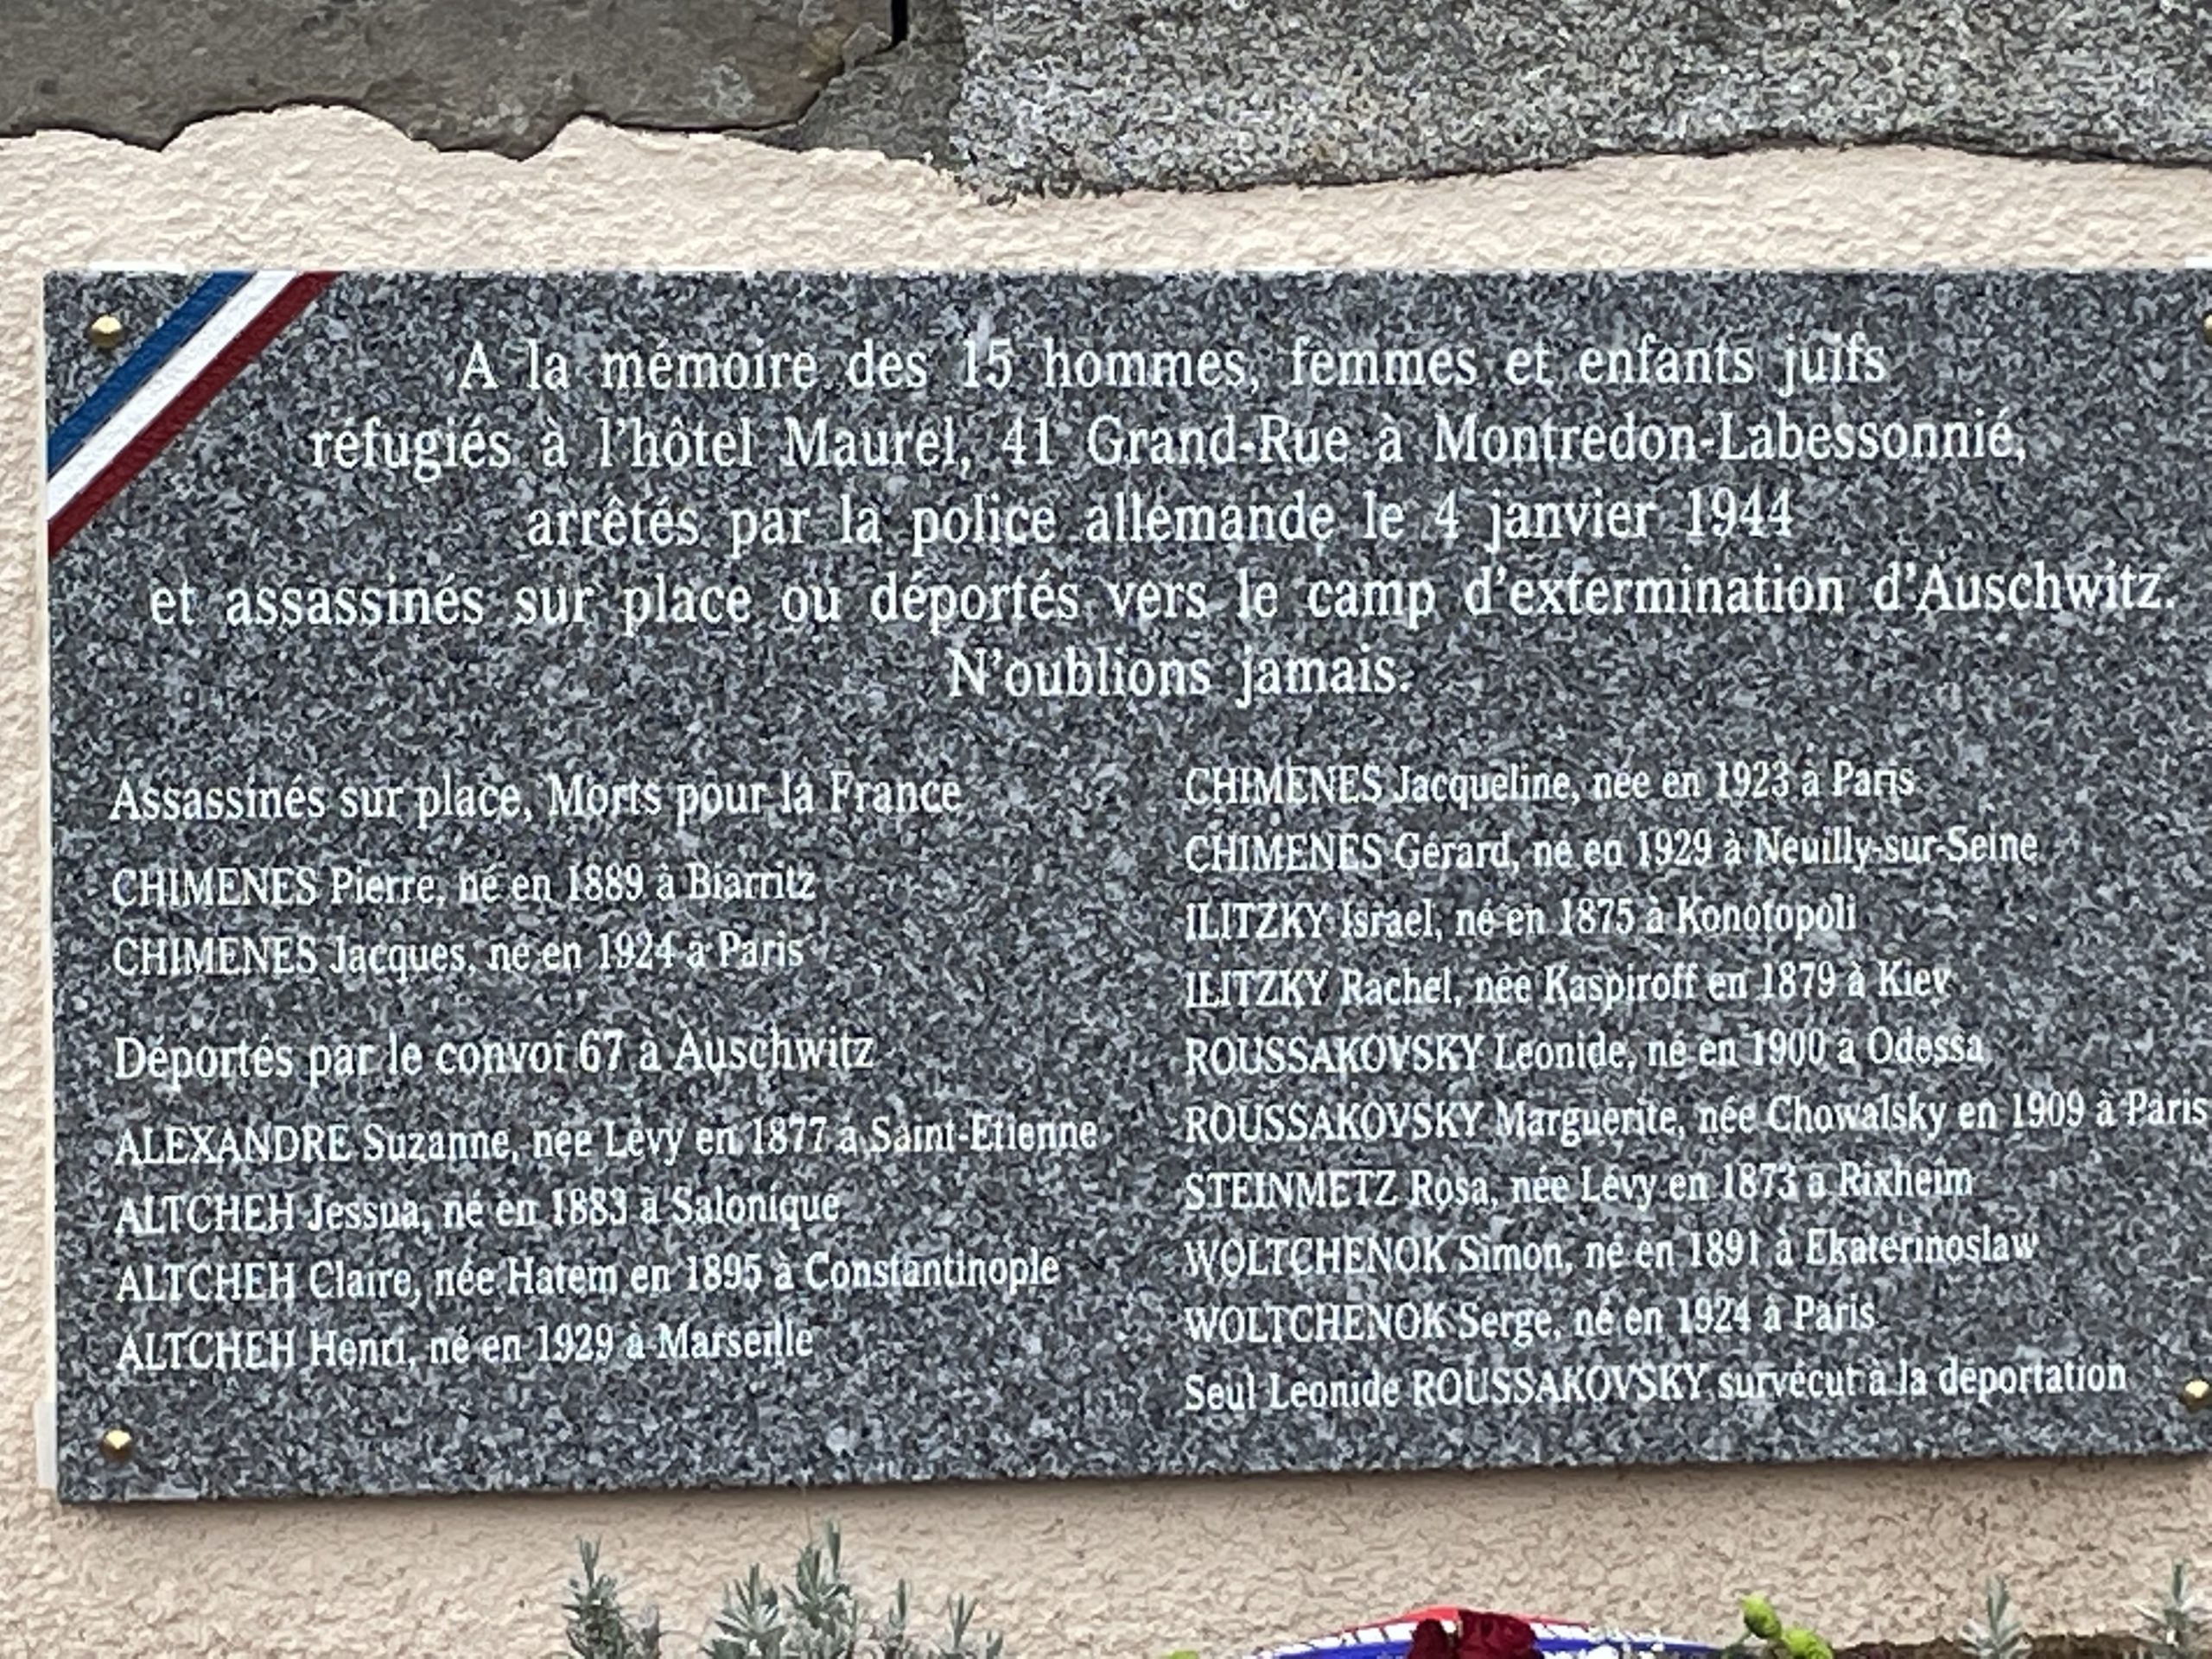 A la mémoire des 15 hommes, femmes et enfants juifs
réfugiés à l'hôtel Maurel, 41 Grand-Rue à Montredon-Labessonnié,
arrêtés par la police allemande le 4 janvier 1944
et assassinés sur place ou déportés vers le camp d'extermination d'Auschwitz.
N'oublions jamais.
Assassinés sur place, Morts pour la France
CHIMENES Pierre, né en 1889 à Biarritz
CHIMENES Jacques, né en 1924 à Paris
Déportés par le convoi 67 à Auschwitz
ALEXANDRE Suzanne, née Lévy en 1877 à Saint-Etienne
ALTCHEH Jessua, né en 1883 à Salonique
ALTCHEH Claire, née Hatem en 1895 à Constantinople
ALTCHEH Henri, né en 1929 à Marseille
CHIMENES Jacqueline, née en 1923 à Paris
CHIMENES Gérard, né en 1929 à Neuilly-sur-Seine
ILITZKY Israel, né en 1875 à Konotopoli
ILITZKY Rachel, née Kaspiroff en 1879 à Kiev
ROUSSAKOVSKY Leonide, né en 1900 à Odessa
ROUSSAKOVSKY Marguerite, née Chowalsky en 1909 à Paris
STEINMETZ Rosa, née Lévy en 1873 à Rixheim
WOLTCHENOK Simon, né en 1891 à Ekaterinoslaw
WOLTCHENOK Serge, né en 1924 à Paris
Seul Leonide ROUSSAKOVSKY survécut à la déportation